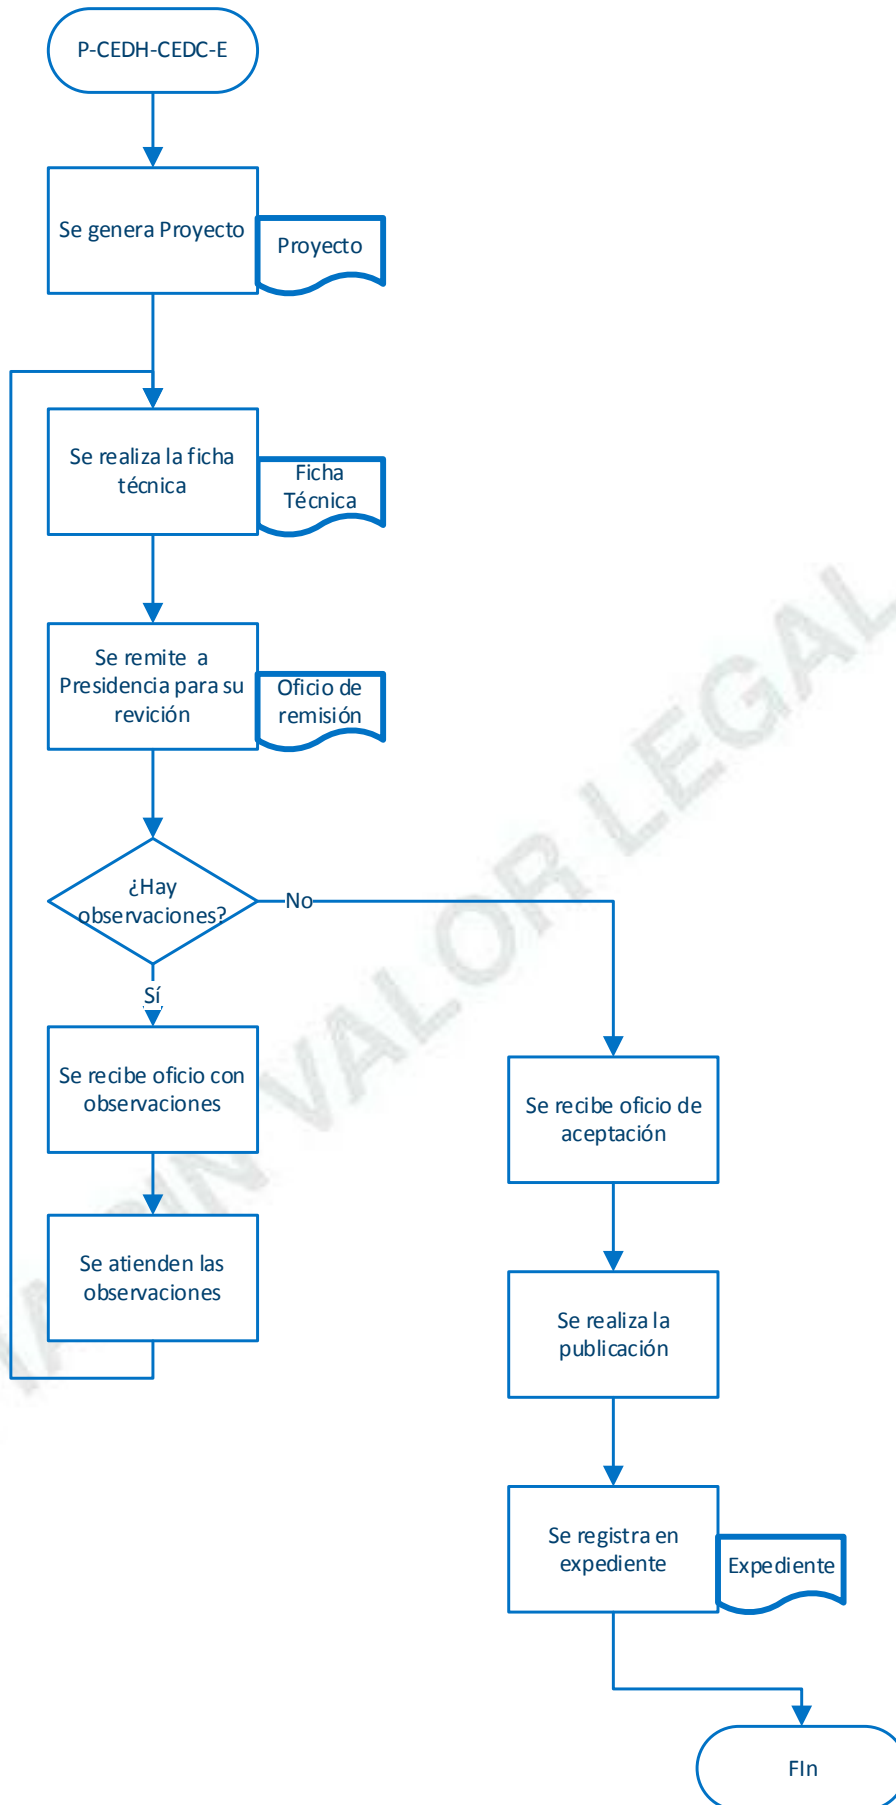 P-CEDH-CEDC-E
Se genera Proyecto
Proyecto
Se realiza la ficha
técnica
Ficha
Técnica
Se remite a
Presidencia para su
revición
Oficio de
remisión
¿Hay
observaciones?
No
Sí
Se recibe oficio con
observaciones
Se recibe oficio de
aceptación
Se atienden las
observaciones
Se realiza la
publicación
Se registra en
expediente
Expediente
FIn
SIN VALOR LEGAL